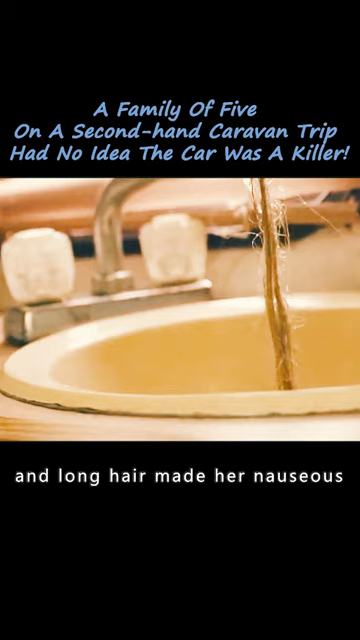 A Family Of Five
On A Second-hand Caravan Trip
Had No Idea The Car Was A Killer!
and long hair made her nauseous